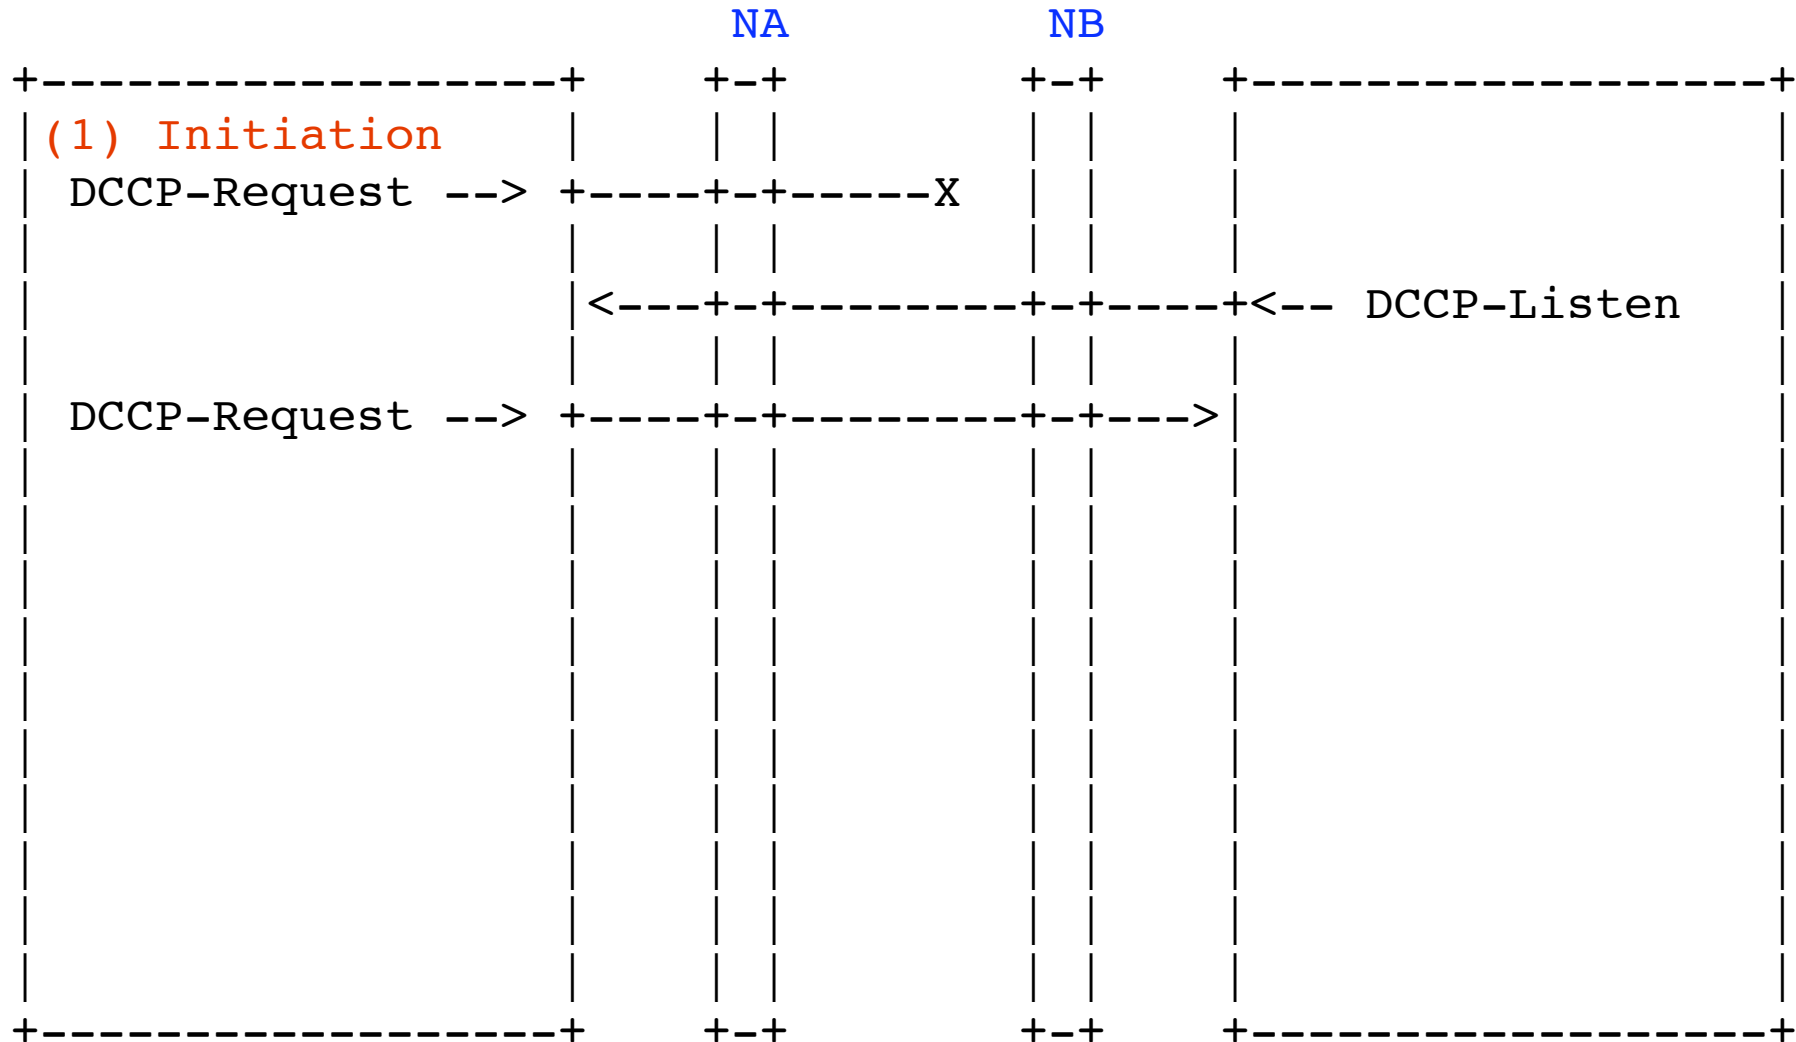 NA NB
+------------------+ +-+ +-+ +------------------+
|(1) Initiation | | | | | | |
| DCCP-Request --> +----+-+-----X | | | |
| | | | | | | |
| |<---+-+--------+-+----+<-- DCCP-Listen |
| | | | | | | |
| DCCP-Request --> +----+-+--------+-+--->| |
| | | | | | | |
| | | | | | | |
| | | | | | | |
| | | | | | | |
| | | | | | | |
| | | | | | | |
| | | | | | | |
| | | | | | | |
| | | | | | | |
| | | | | | | |
+------------------+ +-+ +-+ +------------------+